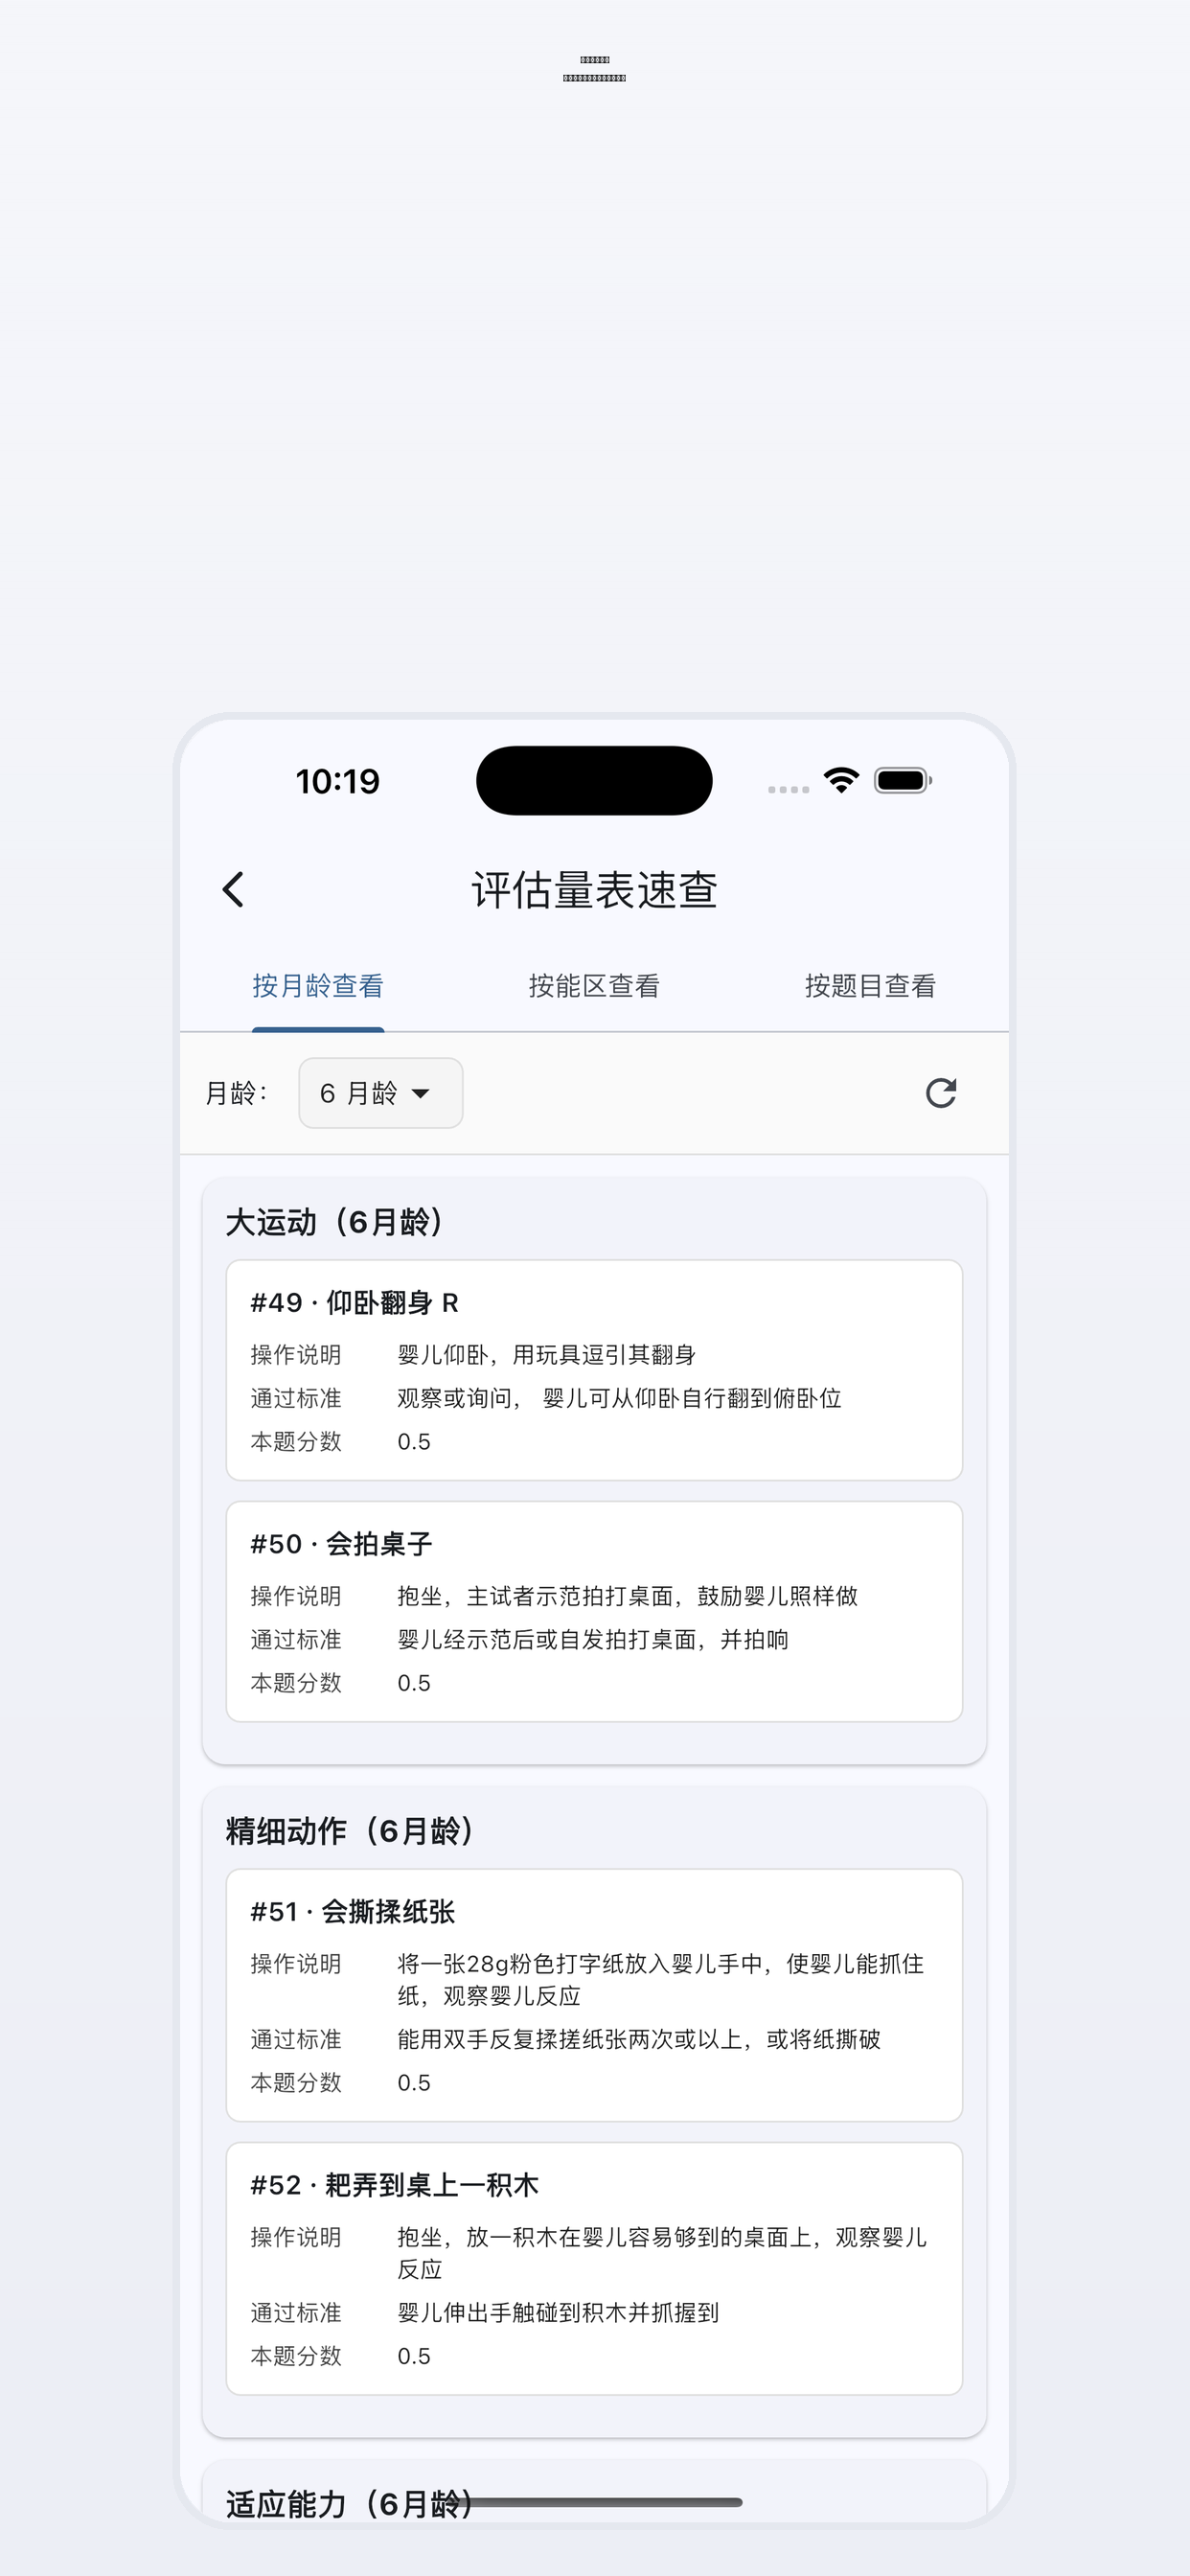 10:19
评估量表速查
按月龄查看 按能区查看 按题目查看
月龄： 6 月龄
大运动（6月龄）
#49 · 仰卧翻身 R
操作说明 婴儿仰卧，用玩具逗引其翻身
通过标准 观察或询问， 婴儿可从仰卧自行翻到俯卧位
本题分数 0.5
#50 · 会拍桌子
操作说明 抱坐，主试者示范拍打桌面，鼓励婴儿照样做
通过标准 婴儿经示范后或自发拍打桌面，并拍响
本题分数 0.5
精细动作（6月龄）
#51 · 会撕揉纸张
操作说明 将一张28g粉色打字纸放入婴儿手中，使婴儿能抓住
纸，观察婴儿反应
通过标准 能用双手反复揉搓纸张两次或以上，或将纸撕破
本题分数 0.5
#52 · 耙弄到桌上一积木
操作说明 抱坐，放一积木在婴儿容易够到的桌面上，观察婴儿
反应
通过标准 婴儿伸出手触碰到积木并抓握到
本题分数 0.5
适应能力（6月龄）